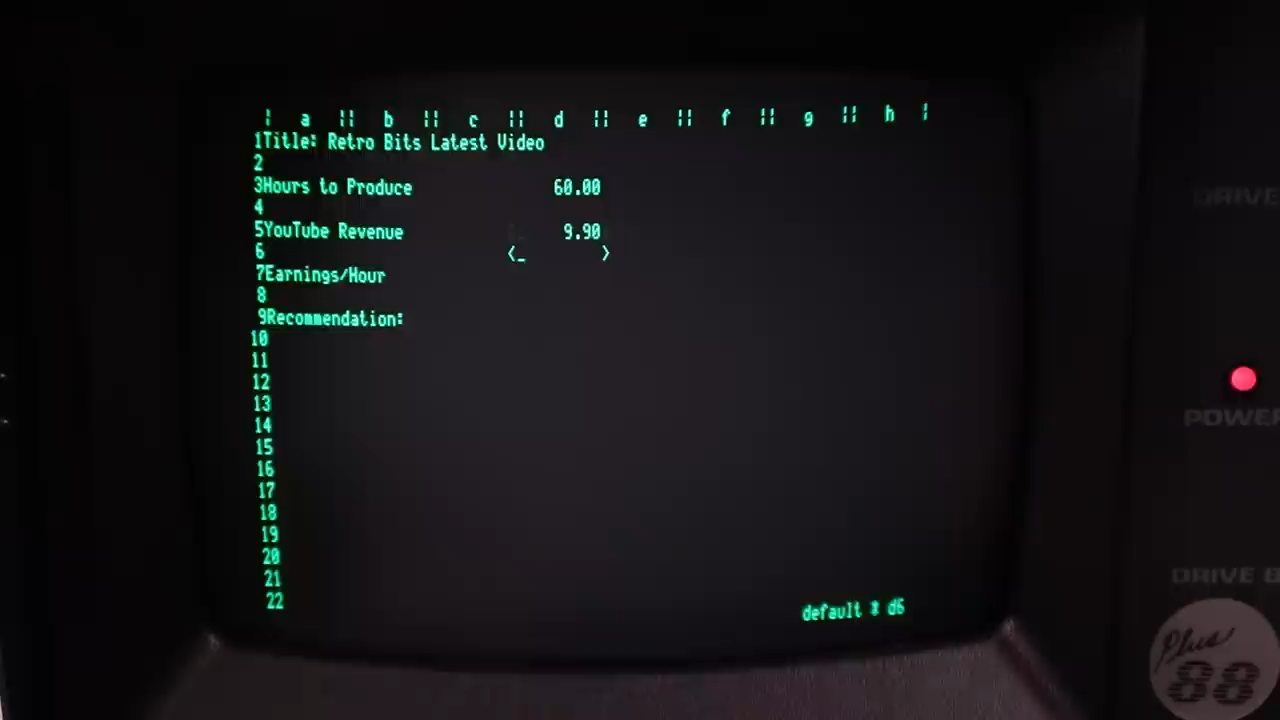 ¦ a ¦¦ b ¦¦ c ¦¦ d ¦¦ e ¦¦ f ¦¦ g ¦¦ h ¦
1Title: Retro Bits Latest Video
2
3Hours to Produce 60.00
4
5YouTube Revenue 9.90
6 <_ >
7Earnings/Hour
8
9Recommendation:
10
11
12
13
14
15
16
17
18
19
20
21
22
default * d6
DRIVE
POWER
DRIVE B
Plus
88